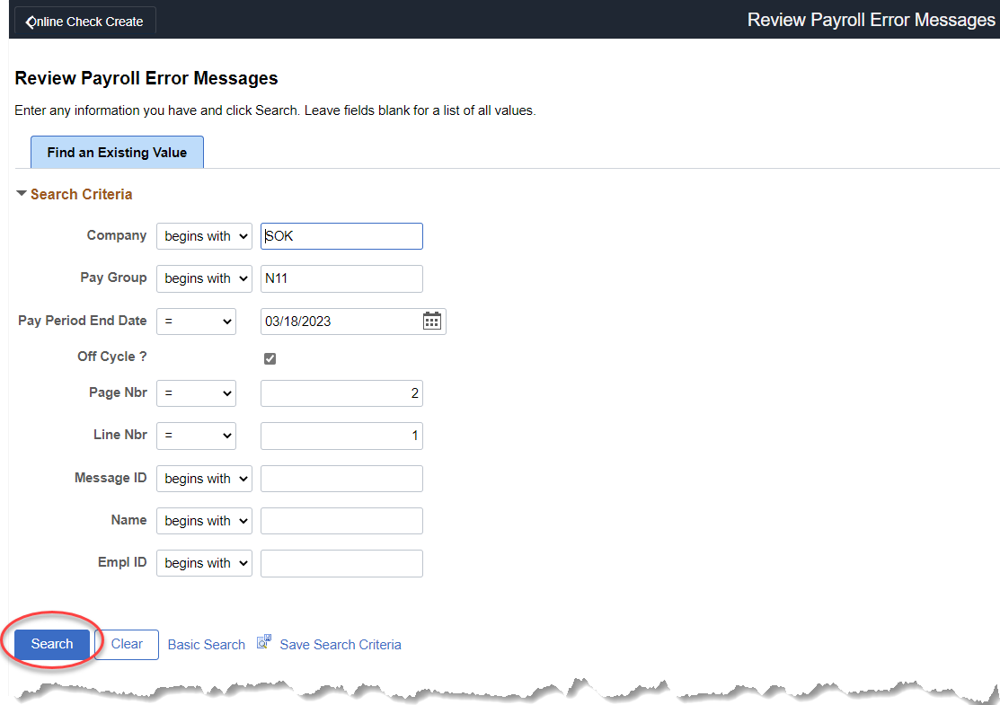 Online Check Create
Review Payroll Error Messages
Review Payroll Error Messages
Enter any information you have and click Search. Leave fields blank for a list of all values.
Find an Existing Value
Search Criteria
Company begins with SOK
Pay Group begins with N11
Pay Period End Date = 03/18/2023
Off Cycle ?
Page Nbr = 2
Line Nbr = 1
Message ID begins with
Name begins with
Empl ID begins with
Search Clear Basic Search Save Search Criteria